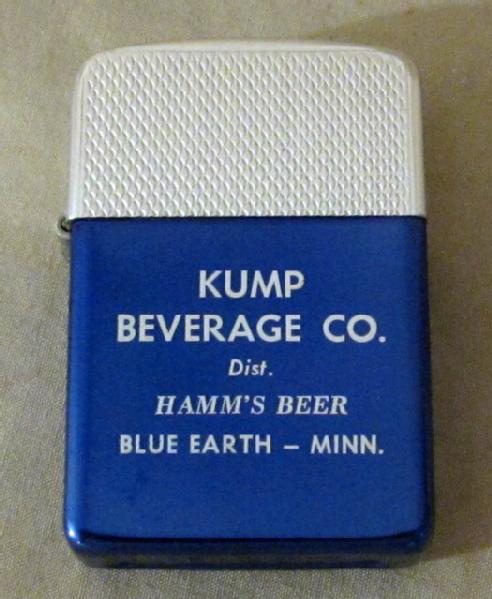 KUMP
BEVERAGE CO.
Dist.
HAMM'S BEER
BLUE EARTH – MINN.